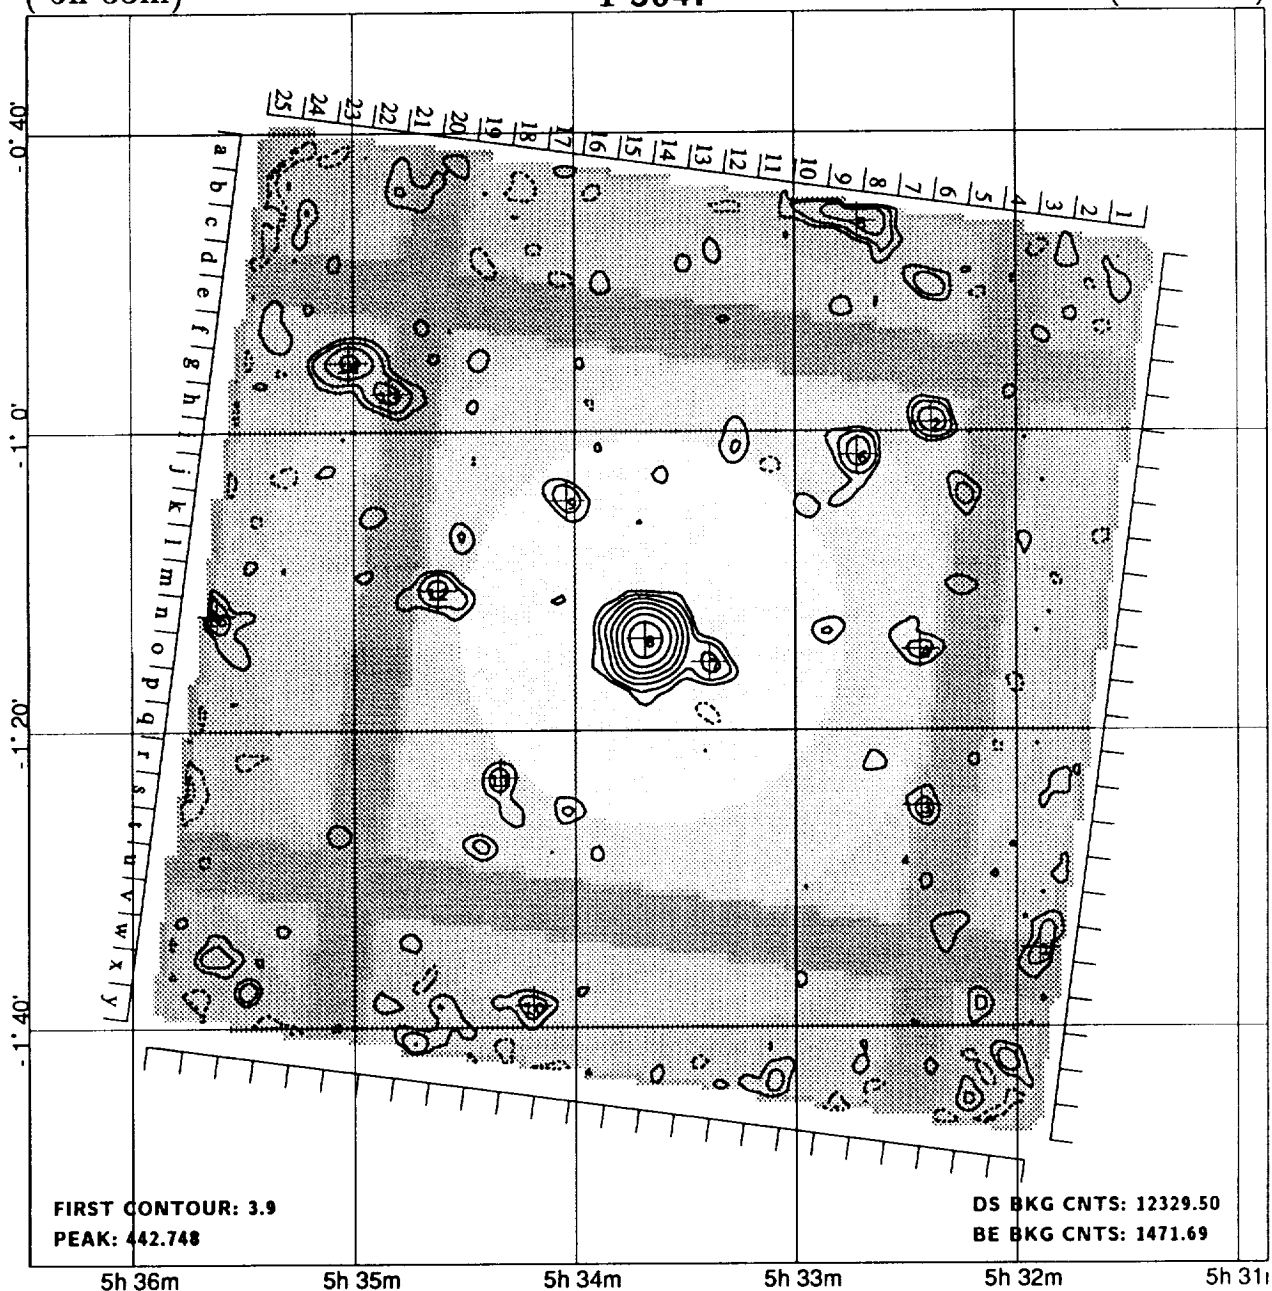 -0° 40'
25 24 23 22 21 20 19 18 17 16 15 14 13 12 11 10 9 8 7 6 5 4 3 2 1
a b c d e f g h i j k l m n o p q r s t u v w x y
-1° 0'
-1° 20'
-1° 40'
FIRST CONTOUR: 3.9
PEAK: 442.748
DS BKG CNTS: 12329.50
BE BKG CNTS: 1471.69
5h 36m 5h 35m 5h 34m 5h 33m 5h 32m